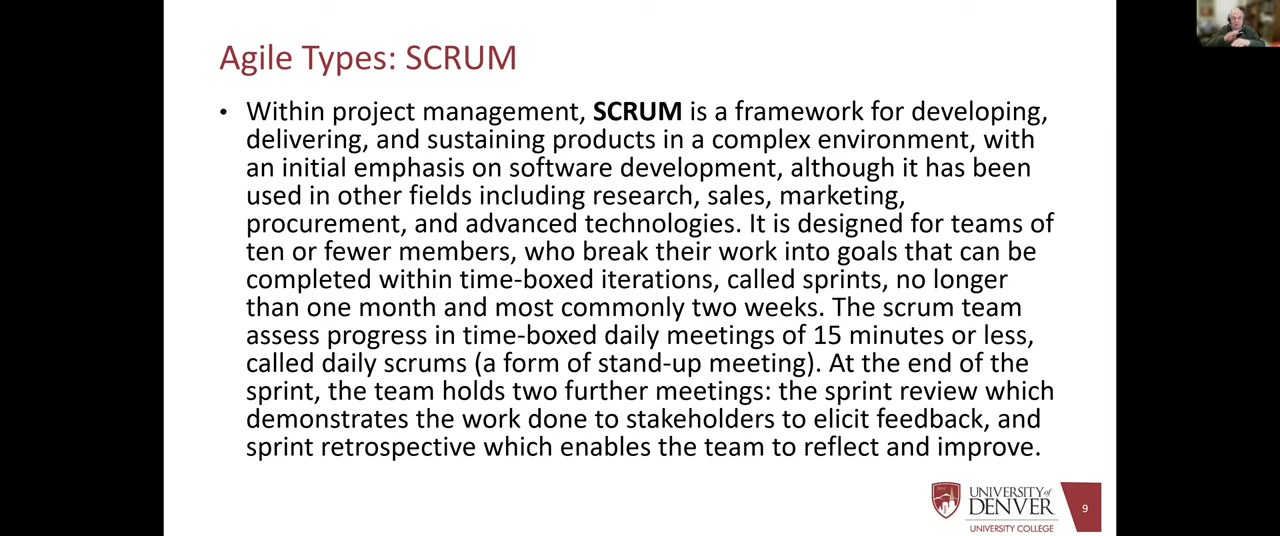 Agile Types: SCRUM
• Within project management, SCRUM is a framework for developing,
delivering, and sustaining products in a complex environment, with
an initial emphasis on software development, although it has been
used in other fields including research, sales, marketing,
procurement, and advanced technologies. It is designed for teams of
ten or fewer members, who break their work into goals that can be
completed within time-boxed iterations, called sprints, no longer
than one month and most commonly two weeks. The scrum team
assess progress in time-boxed daily meetings of 15 minutes or less,
called daily scrums (a form of stand-up meeting). At the end of the
sprint, the team holds two further meetings: the sprint review which
demonstrates the work done to stakeholders to elicit feedback, and
sprint retrospective which enables the team to reflect and improve.
UNIVERSITY of
DENVER
UNIVERSITY COLLEGE
9